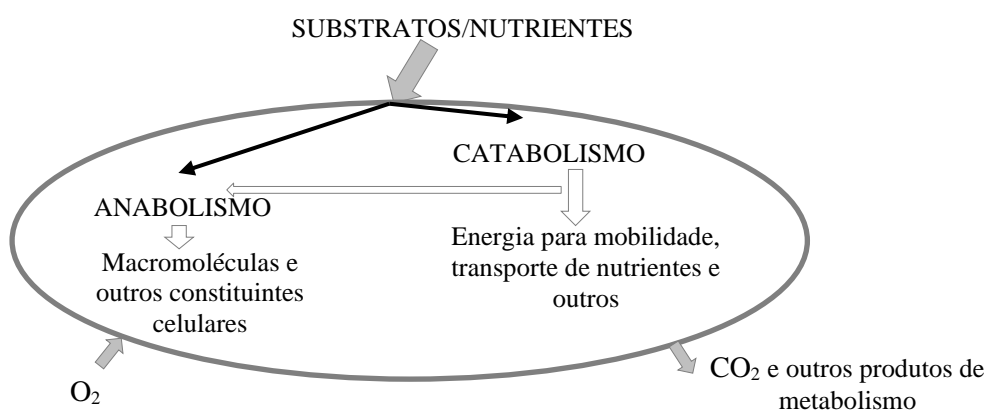 SUBSTRATOS/NUTRIENTES
CATABOLISMO
ANABOLISMO
Energia para mobilidade,
transporte de nutrientes e
outros
Macromoléculas e
outros constituintes
celulares
O₂
CO₂ e outros produtos de
metabolismo